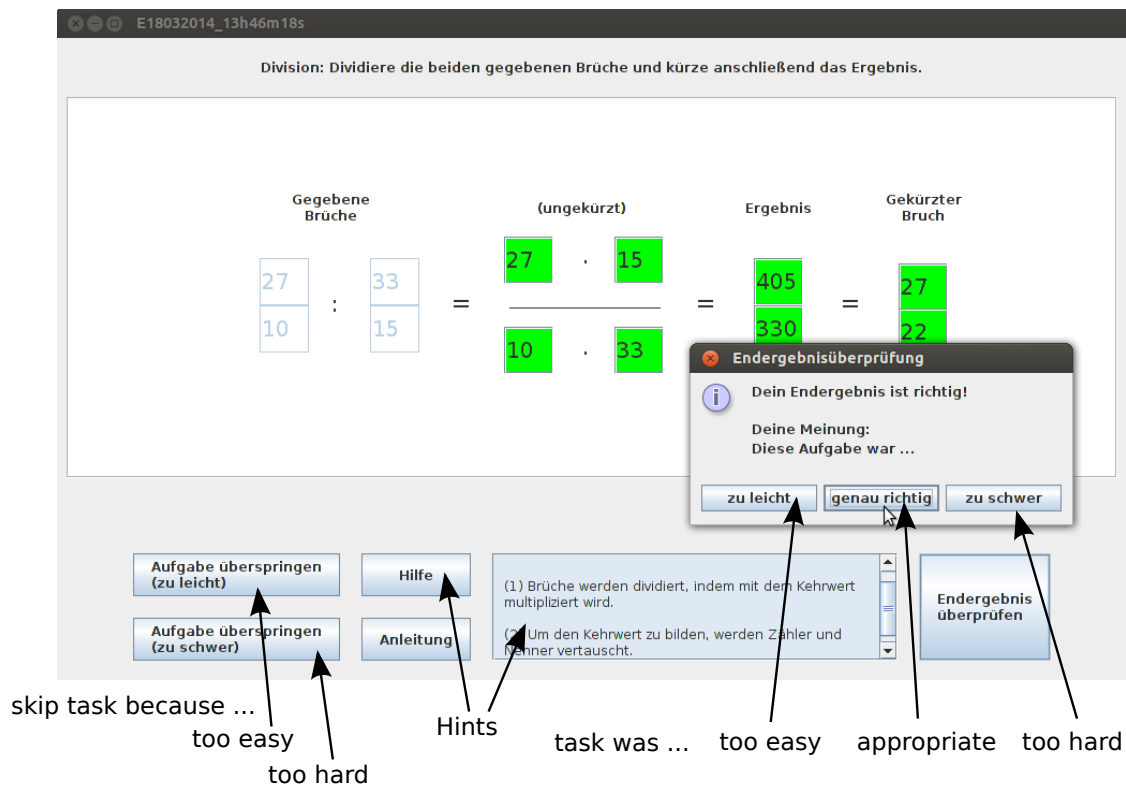 E18032014_13h46m18s
Division: Dividiere die beiden gegebenen Brüche und kürze anschließend das Ergebnis.
Gegebene
Brüche
(ungekürzt)
Ergebnis
Gekürzter
Bruch
27 : 33 = 27 · 15 = 405 = 27
10 15 10 · 33 330 22
Endergebnisüberprüfung
Dein Endergebnis ist richtig!
Deine Meinung:
Diese Aufgabe war ...
zu leicht
genau richtig
zu schwer
Aufgabe überspringen
(zu leicht)
Hilfe
Aufgabe überspringen
(zu schwer)
Anleitung
(1) Brüche werden dividiert, indem mit dem Kehrwert
multipliziert wird.
(2) Um den Kehrwert zu bilden, werden Zähler und
Nenner vertauscht.
Endergebnis
überprüfen
skip task because ...
too easy
too hard
Hints
task was ...
too easy
appropriate
too hard